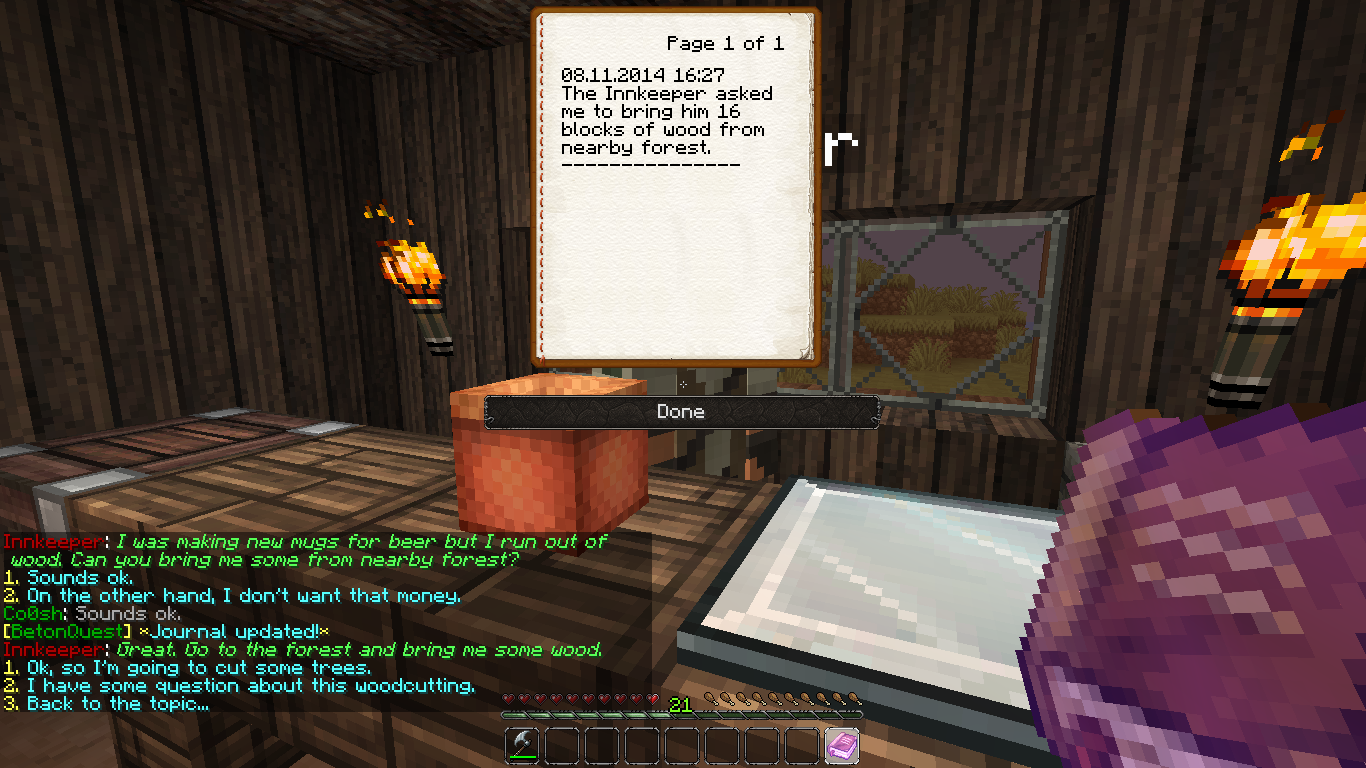 Page 1 of 1
08.11.2014 16:27
The Innkeeper asked
me to bring him 16
blocks of wood from
nearby forest.
---------------
r
Done
Innkeeper: I was making new mugs for beer but I run out of
wood. Can you bring me some from nearby forest?
1. Sounds ok.
2. On the other hand, I don't want that money.
Co0sh: Sounds ok.
[BetonQuest] *Journal updated!*
Innkeeper: Great. Go to the forest and bring me some wood.
1. Ok, so I'm going to cut some trees.
2. I have some question about this woodcutting.
3. Back to the topic...
21